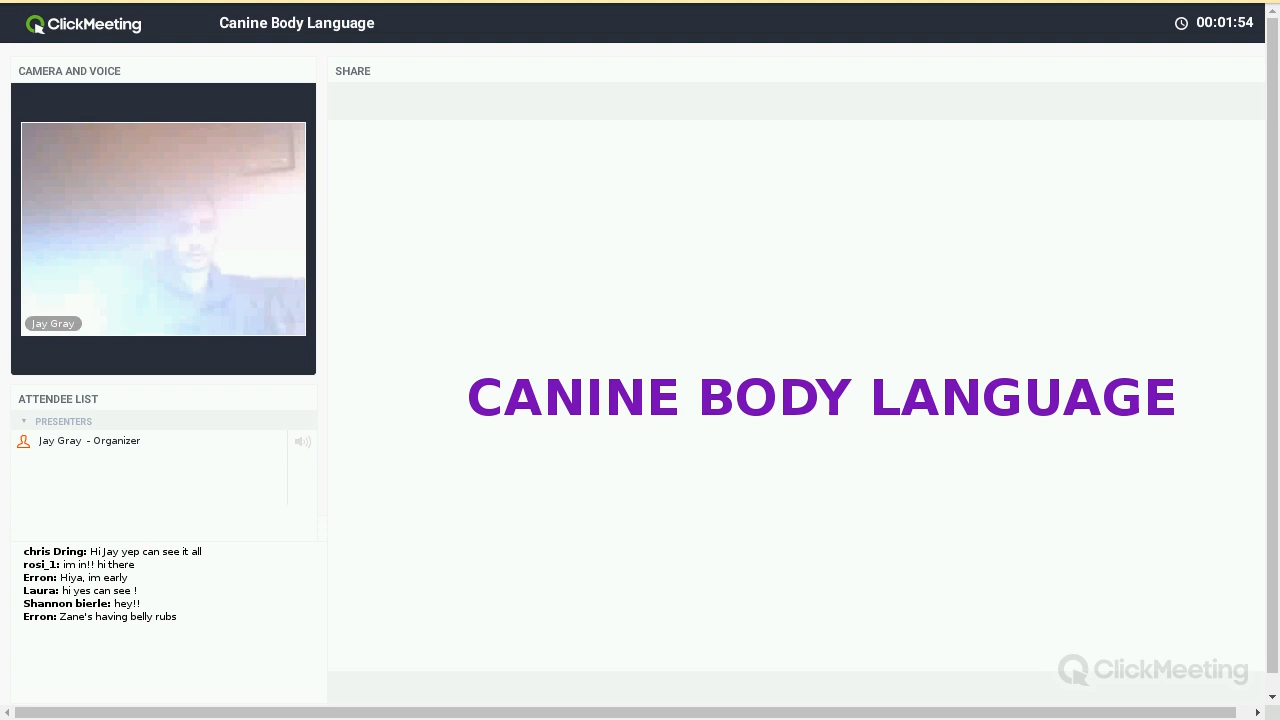 ClickMeeting
Canine Body Language
00:01:54
CAMERA AND VOICE
SHARE
Jay Gray
CANINE BODY LANGUAGE
ATTENDEE LIST
PRESENTERS
Jay Gray - Organizer
chris Dring: Hi Jay yep can see it all
rosi_1: im in!! hi there
Erron: Hiya, im early
Laura: hi yes can see !
Shannon bierle: hey!!
Erron: Zane's having belly rubs
ClickMeeting